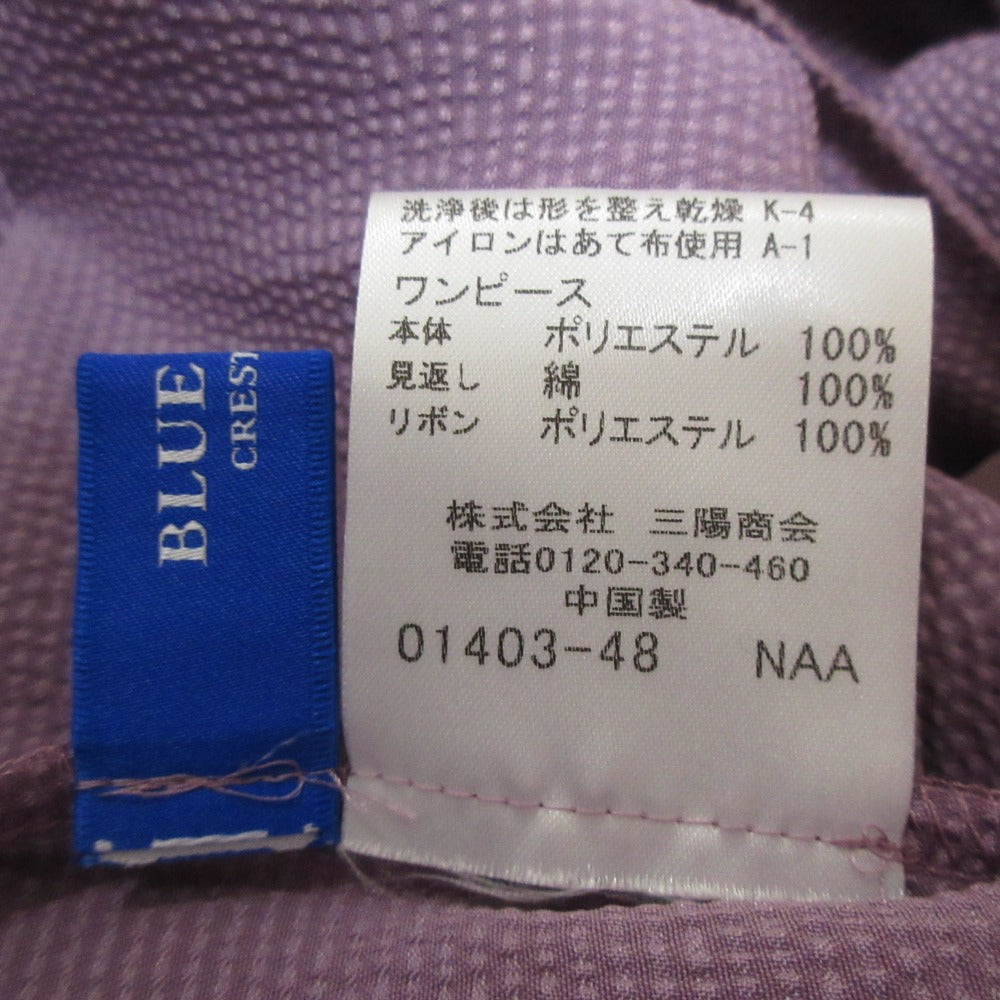 BLUE
CREST
洗浄後は形を整え乾燥 K-4
アイロンはあて布使用 A-1
ワンピース
本体 ポリエステル 100%
見返し 綿 100%
リボン ポリエステル 100%
株式会社 三陽商会
電話0120-340-460
中国製
01403-48 NAA